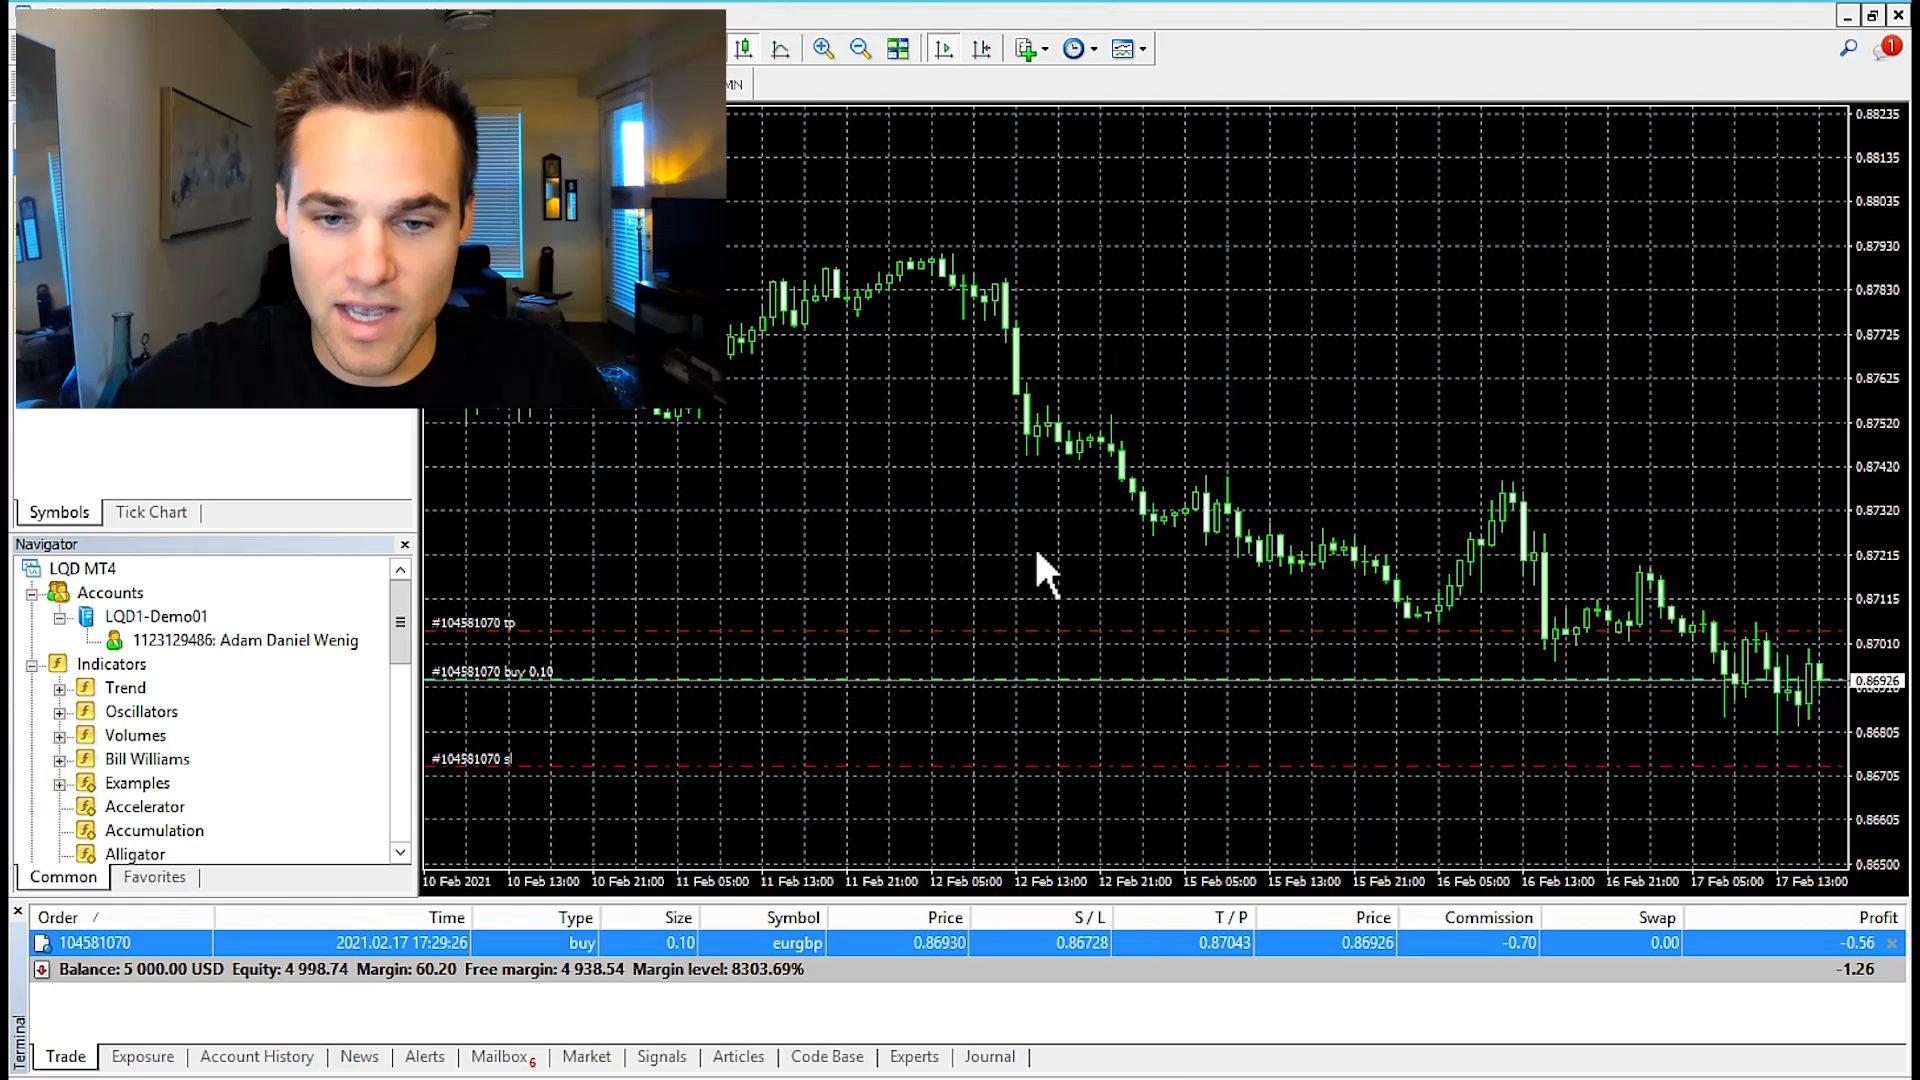 MN
1
0.88235
0.88135
0.88035
0.87930
0.87830
0.87725
0.87625
0.87520
0.87420
0.87320
0.87215
0.87115
0.87010
0.86926
0.86805
0.86705
0.86605
0.86500
#104581070 tp
#104581070 buy 0.10
#104581070 sl
10 Feb 2021 10 Feb 13:00 10 Feb 21:00 11 Feb 05:00 11 Feb 13:00 11 Feb 21:00 12 Feb 05:00 12 Feb 13:00 12 Feb 21:00 15 Feb 05:00 15 Feb 13:00 15 Feb 21:00 16 Feb 05:00 16 Feb 13:00 16 Feb 21:00 17 Feb 05:00 17 Feb 13:00
Symbols Tick Chart
Navigator
LQD MT4
Accounts
LQD1-Demo01
1123129486: Adam Daniel Wenig
Indicators
Trend
Oscillators
Volumes
Bill Williams
Examples
Accelerator
Accumulation
Alligator
Common Favorites
Order / Time Type Size Symbol Price S / L T / P Price Commission Swap Profit
104581070 2021.02.17 17:29:26 buy 0.10 eurgbp 0.86930 0.86728 0.87043 0.86926 -0.70 0.00 -0.56
Balance: 5 000.00 USD Equity: 4 998.74 Margin: 60.20 Free margin: 4 938.54 Margin level: 8303.69% -1.26
Terminal
Trade Exposure Account History News Alerts Mailbox 6 Market Signals Articles Code Base Experts Journal